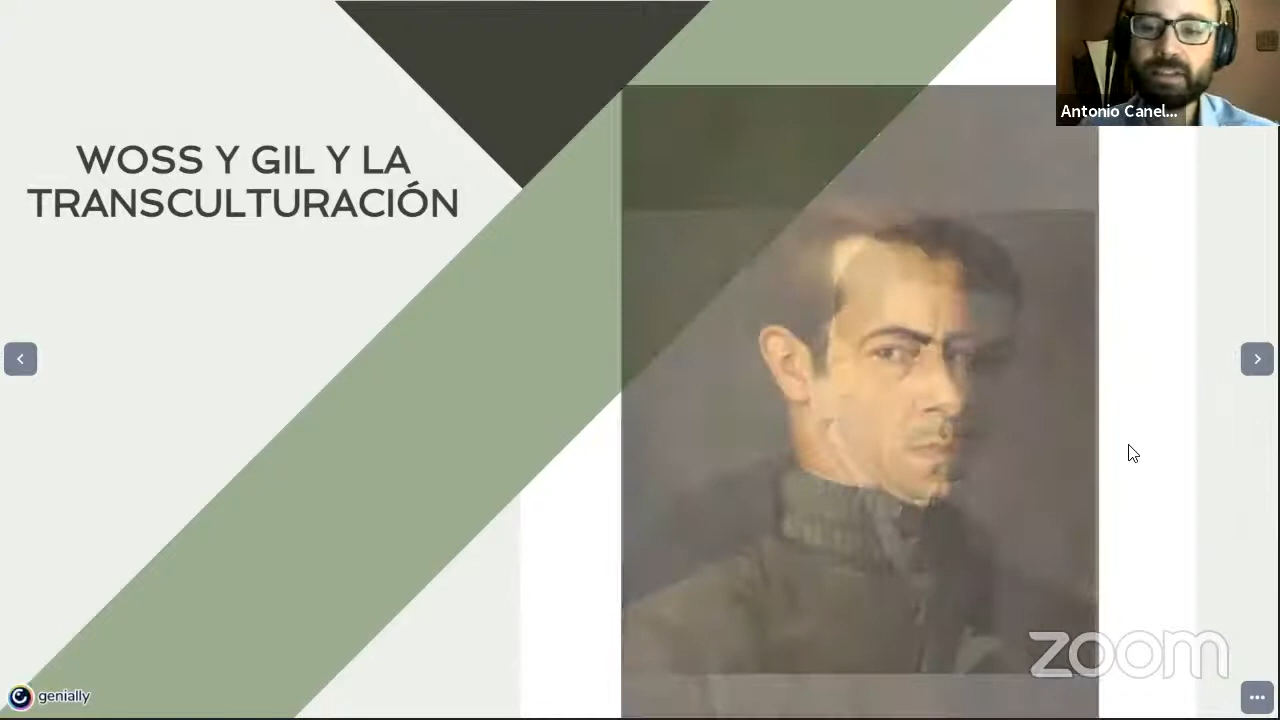 WOSS Y GIL Y LA
TRANSCULTURACIÓN
Antonio Canel...
zoom
genially